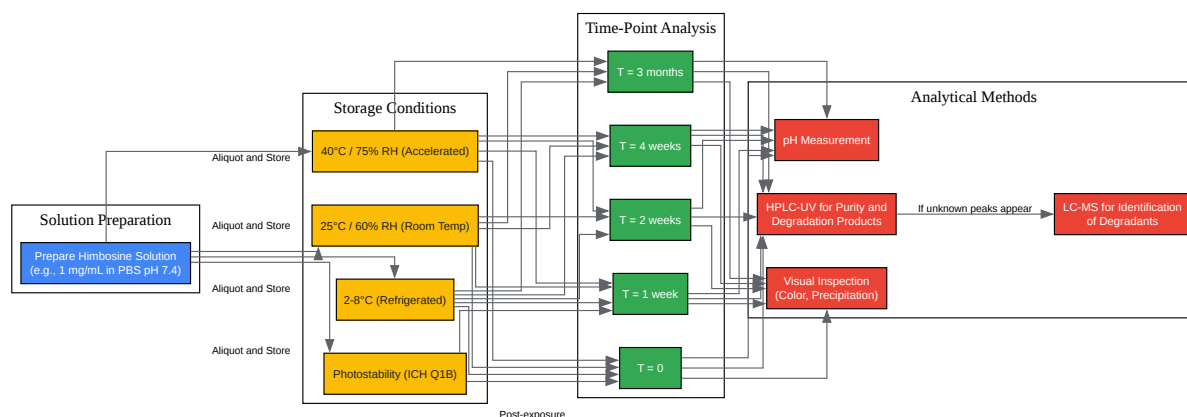 Solution Preparation
Prepare Himbosine Solution
(e.g., 1 mg/mL in PBS pH 7.4)
Aliquot and Store
Aliquot and Store
Aliquot and Store
Aliquot and Store
Storage Conditions
40°C / 75% RH (Accelerated)
25°C / 60% RH (Room Temp)
2-8°C (Refrigerated)
Photostability (ICH Q1B)
Post-exposure
Time-Point Analysis
T = 3 months
T = 4 weeks
T = 2 weeks
T = 1 week
T = 0
Analytical Methods
pH Measurement
HPLC-UV for Purity and
Degradation Products
If unknown peaks appear
LC-MS for Identification
of Degradants
Visual Inspection
(Color, Precipitation)